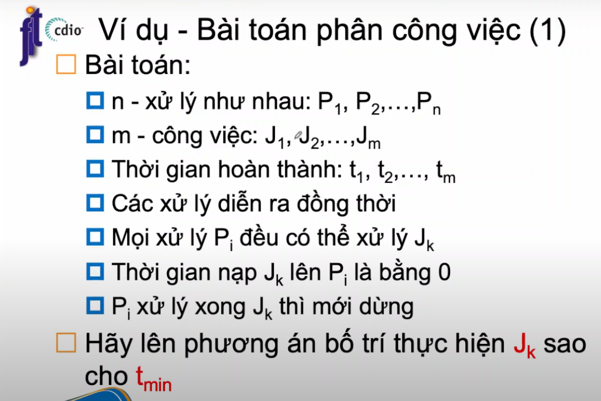 jit cdio Ví dụ - Bài toán phân công việc (1)
Bài toán:
n - xử lý như nhau: P₁, P₂,...,Pₙ
m - công việc: J₁, J₂,...,Jₘ
Thời gian hoàn thành: t₁, t₂,..., tₘ
Các xử lý diễn ra đồng thời
Mọi xử lý Pᵢ đều có thể xử lý Jₖ
Thời gian nạp Jₖ lên Pᵢ là bằng 0
Pᵢ xử lý xong Jₖ thì mới dừng
Hãy lên phương án bố trí thực hiện Jₖ sao
cho tₘᵢₙ